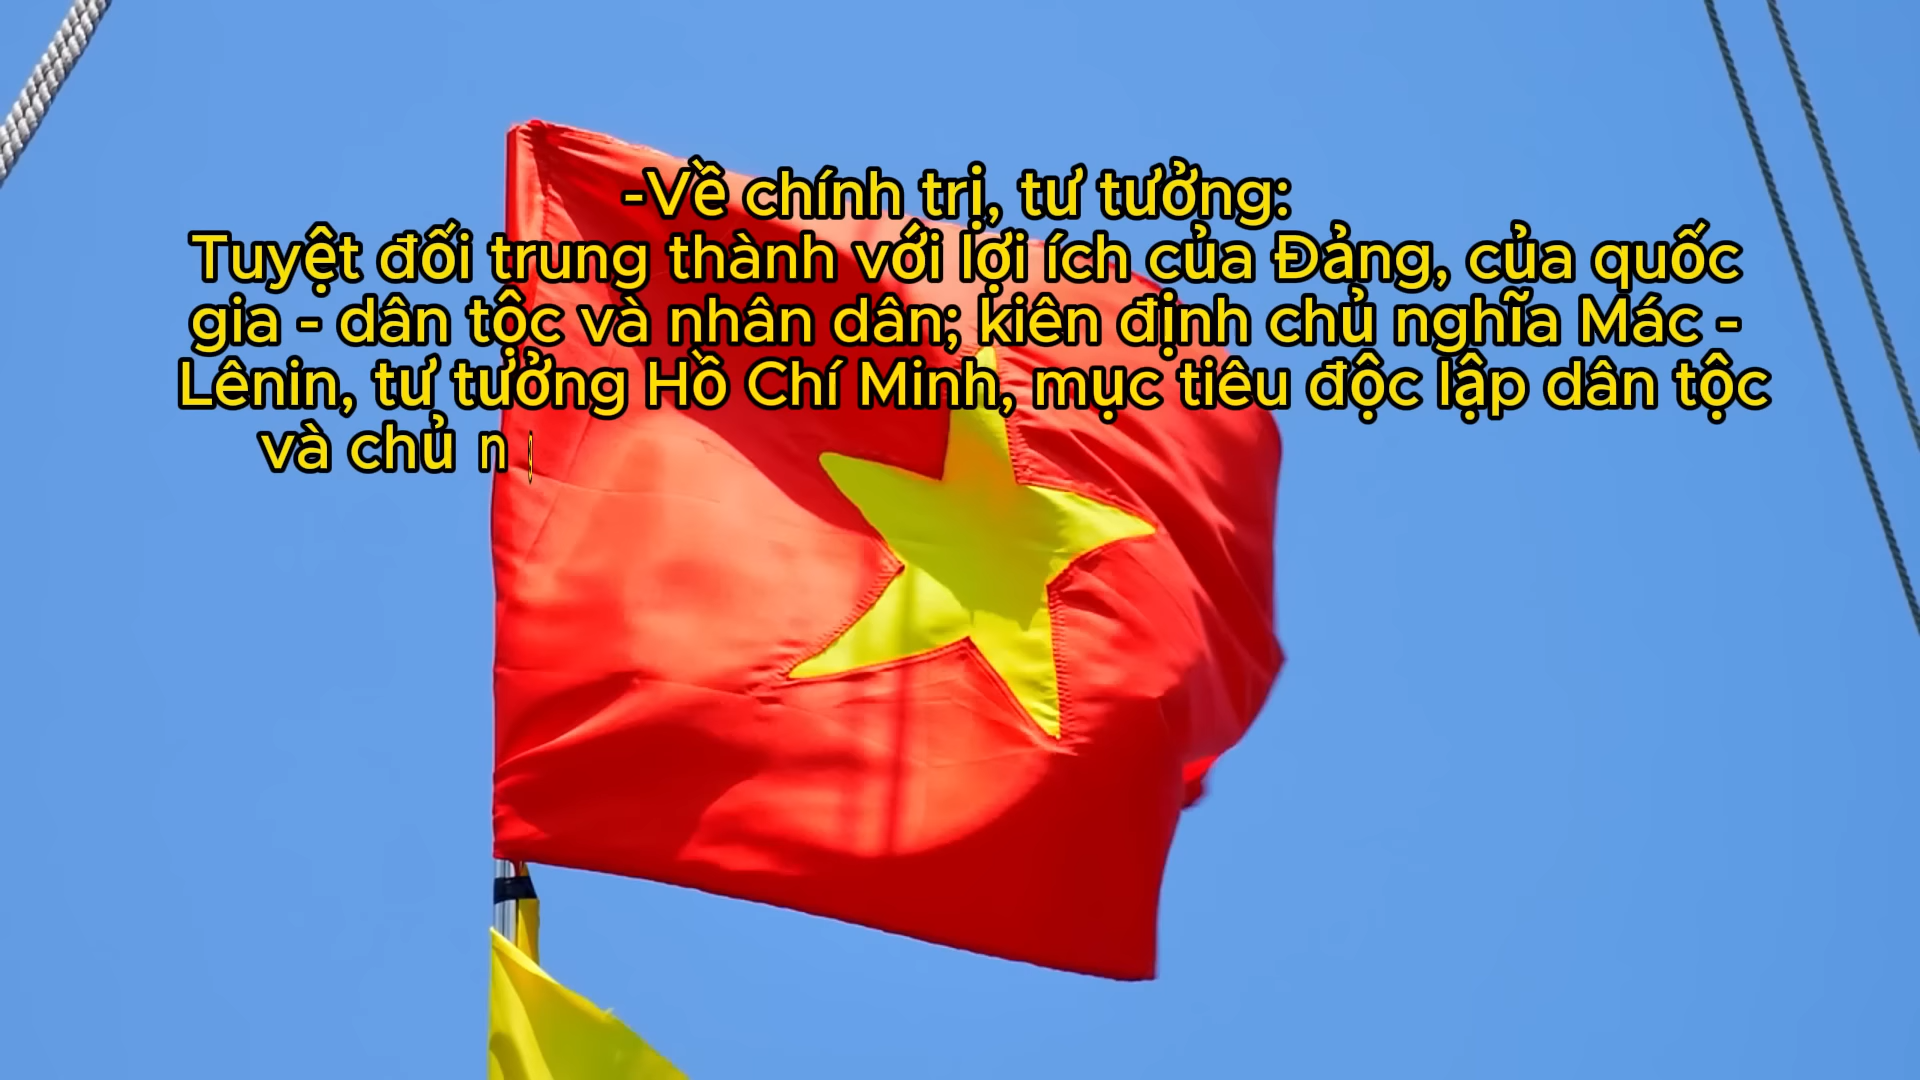 -Về chính trị, tư tưởng:
Tuyệt đối trung thành với lợi ích của Đảng, của quốc
gia - dân tộc và nhân dân; kiên định chủ nghĩa Mác -
Lênin, tư tưởng Hồ Chí Minh, mục tiêu độc lập dân tộc
và chủ